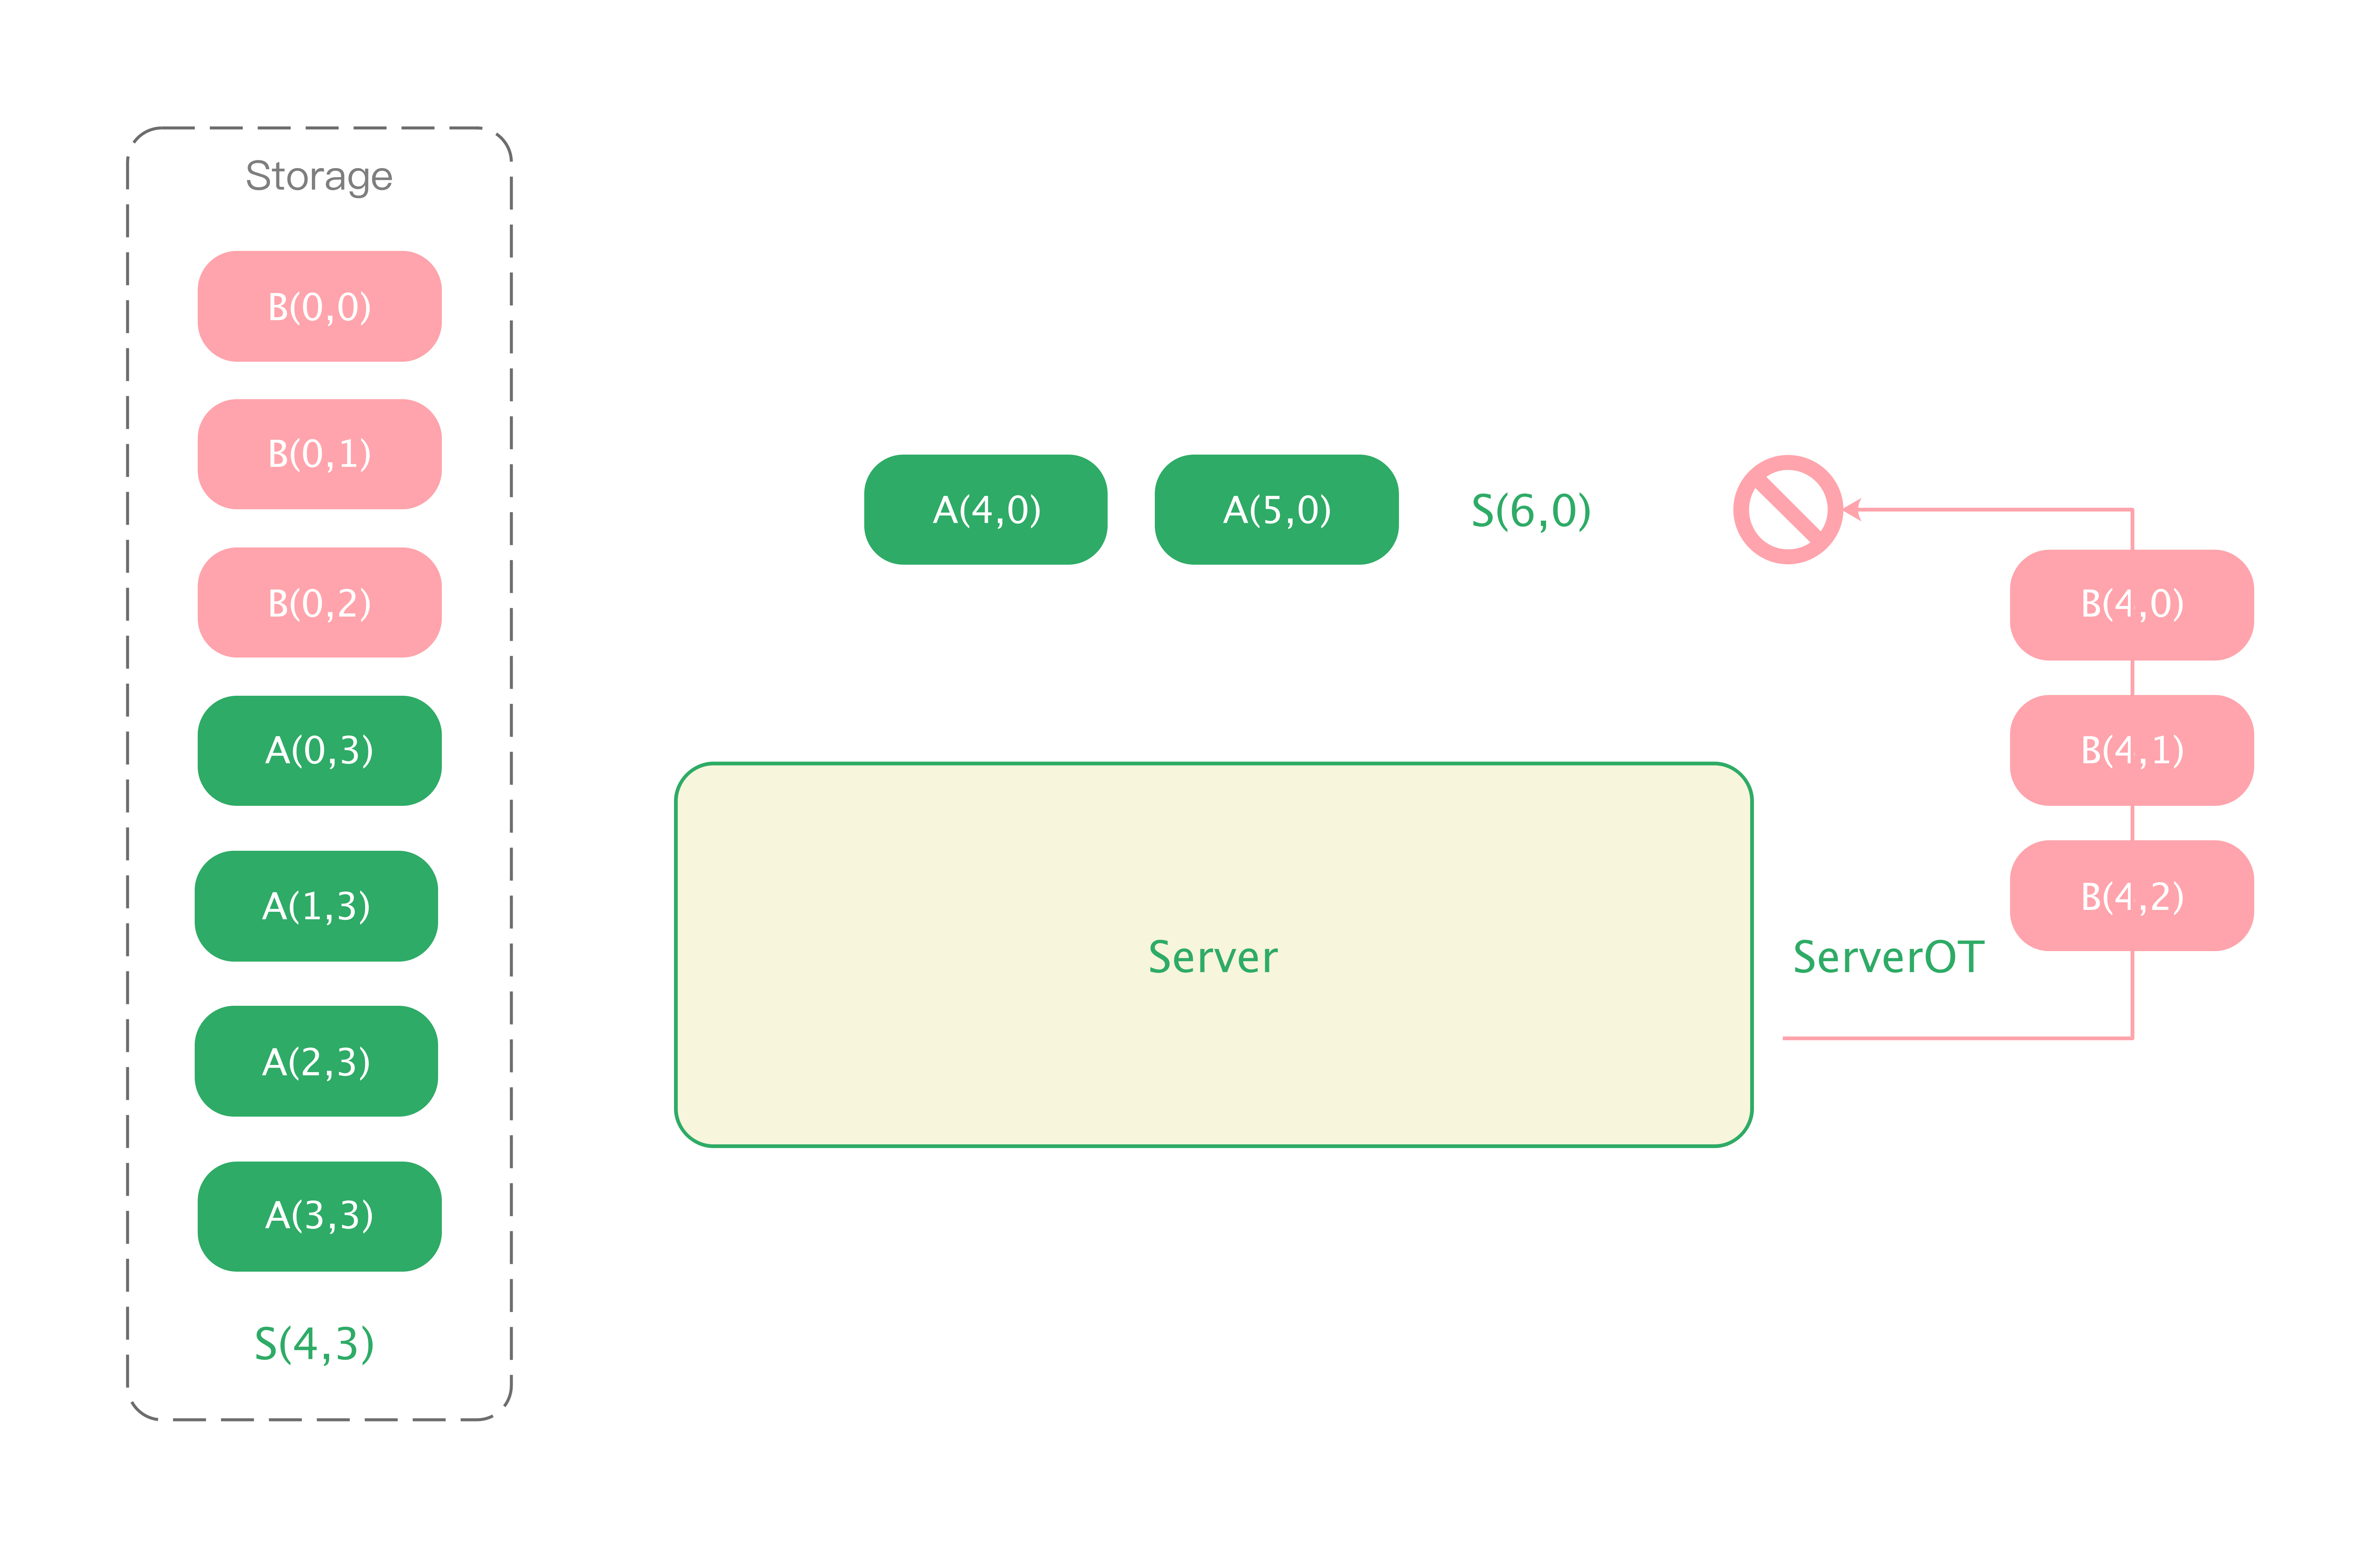 Storage
B(0,0)
B(0,1)
B(0,2)
A(0,3)
A(1,3)
A(2,3)
A(3,3)
S(4,3)
A(4,0)
A(5,0)
S(6,0)
Server
ServerOT
B(4,0)
B(4,1)
B(4,2)